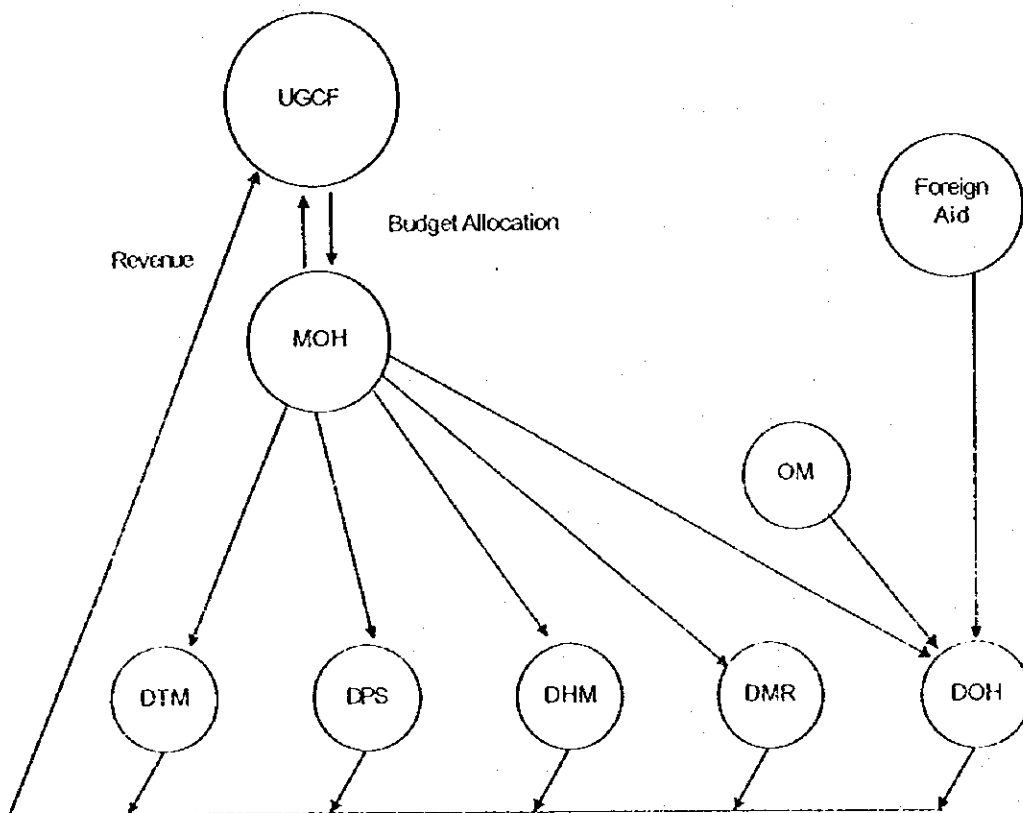 UGCF
Foreign
Aid
Budget Allocation
Revenue
MOH
OM
DTM
DPS
DHM
DMR
DOH